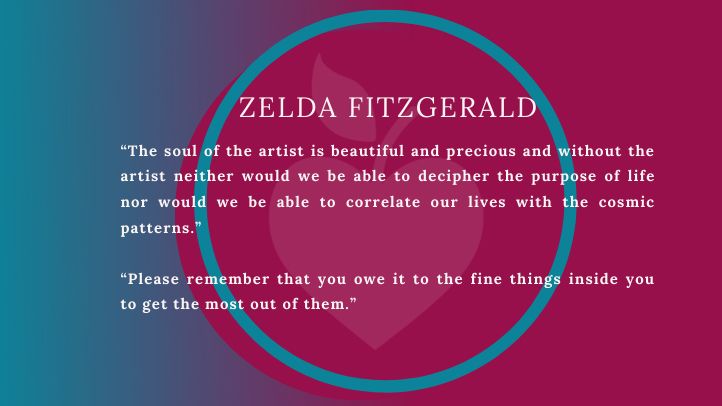 ZELDA FITZGERALD
“The soul of the artist is beautiful and precious and without the
artist neither would we be able to decipher the purpose of life
nor would we be able to correlate our lives with the cosmic
patterns.”
“Please remember that you owe it to the fine things inside you
to get the most out of them.”